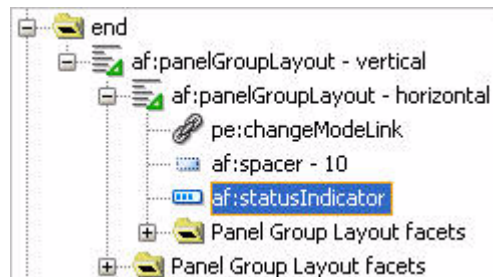 end
af:panelGroupLayout - vertical
af:panelGroupLayout - horizontal
pe:changeModeLink
af:spacer - 10
af:statusIndicator
Panel Group Layout facets
Panel Group Layout facets